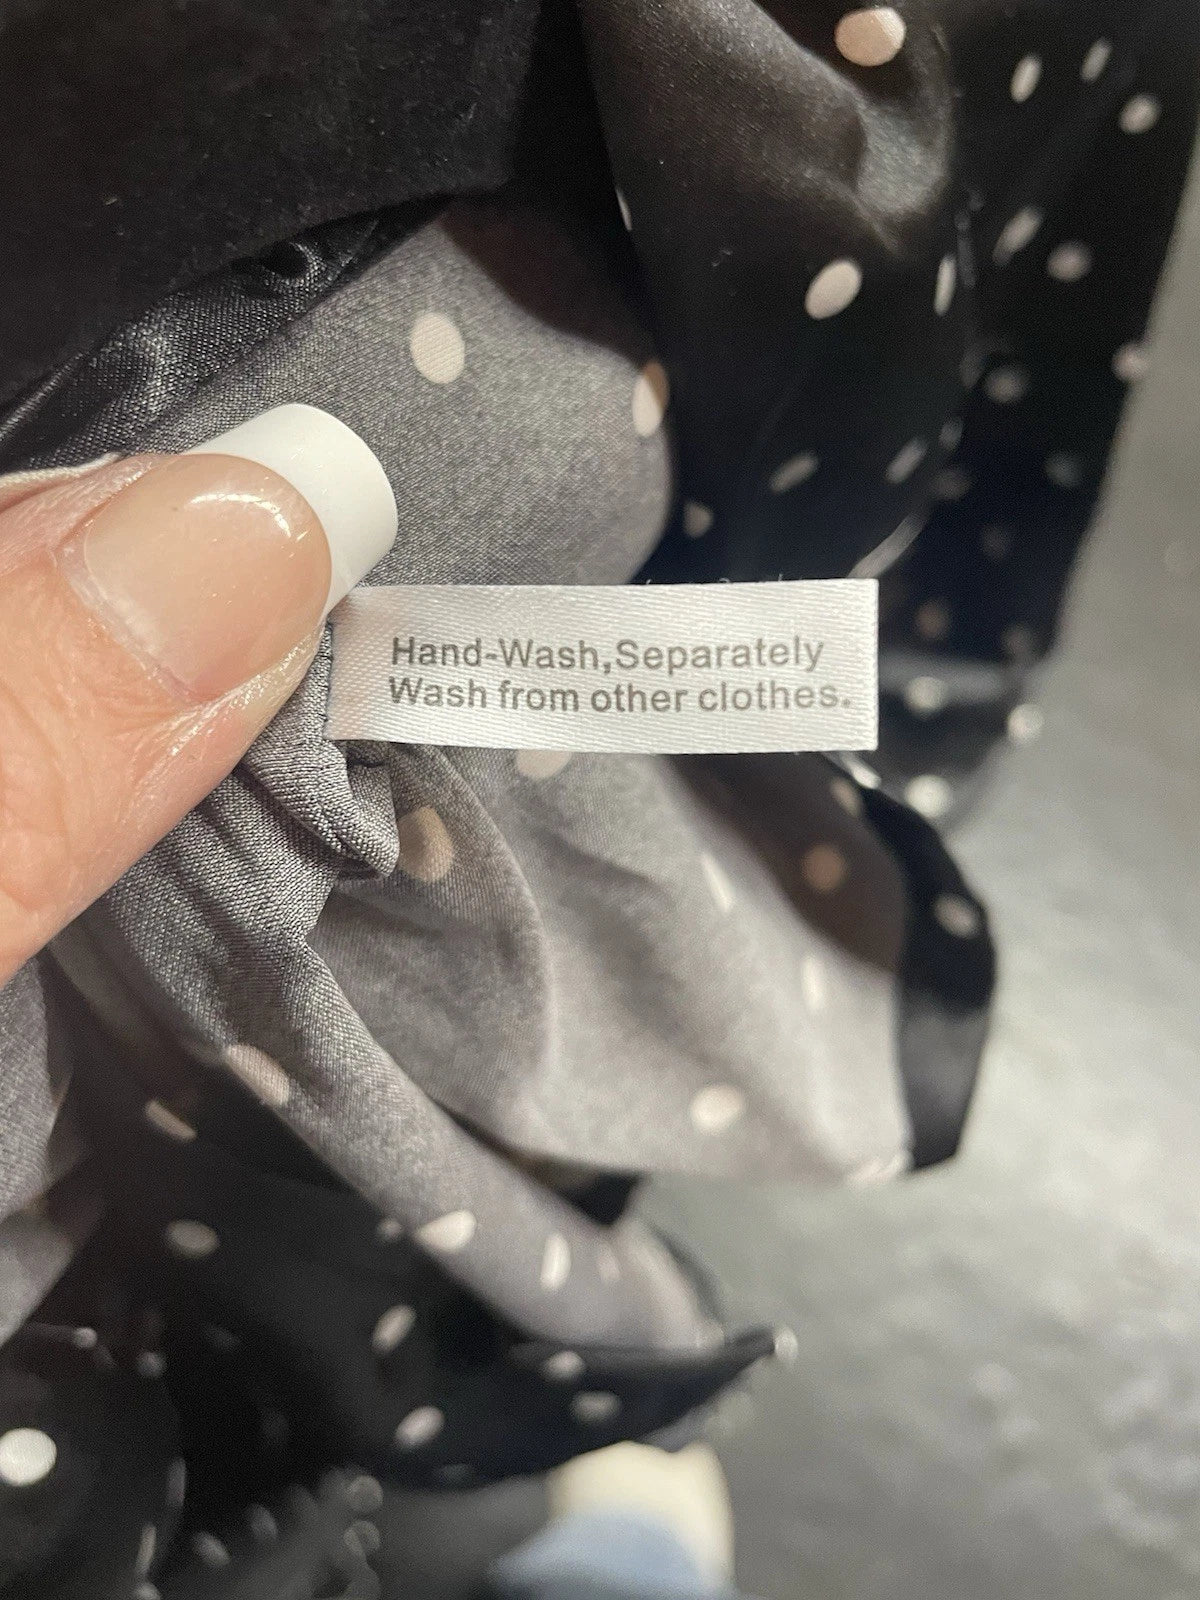 Hand-Wash,Separately
Wash from other clothes.